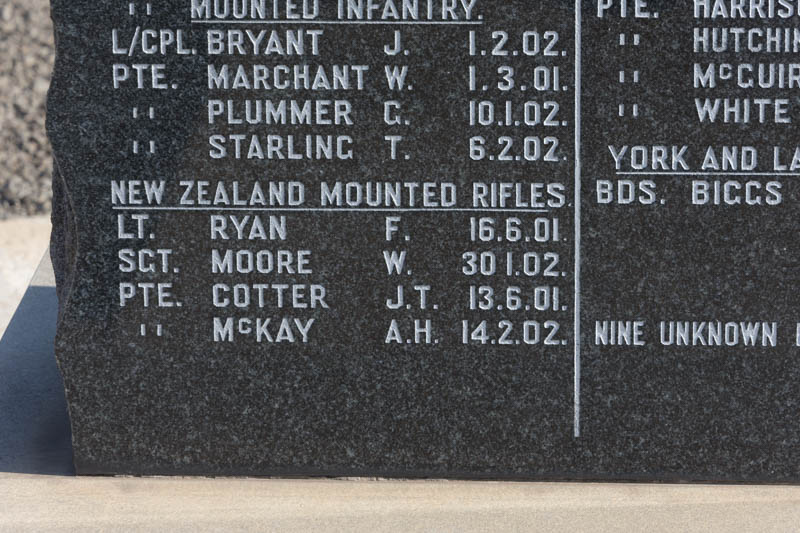 " MOUNTED INFANTRY.
L/CPL. BRYANT J. 1.2.02.
PTE. MARCHANT W. 1.3.01.
" PLUMMER G. 10.1.02.
" STARLING T. 6.2.02.
NEW ZEALAND MOUNTED RIFLES.
LT. RYAN F. 16.6.01.
SGT. MOORE W. 30 1.02.
PTE. COTTER J.T. 13.6.01.
" McKAY A.H. 14.2.02.
PTE.
"
"
" WHITE
YORK AND
BDS. BIGGS
NINE UNKNOWN